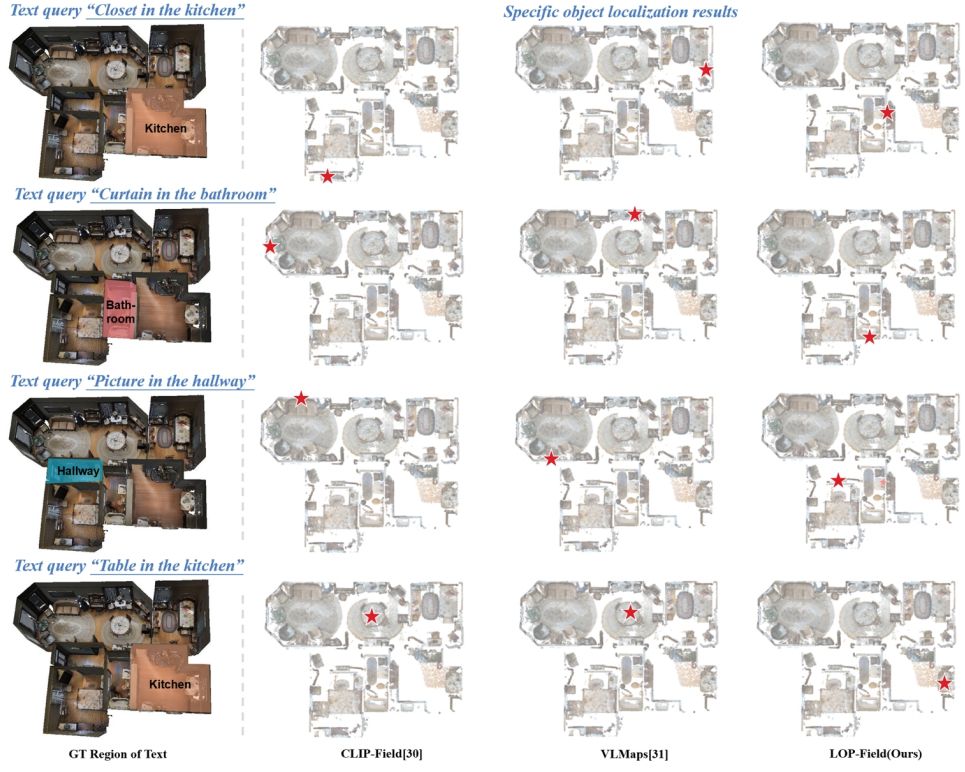 Text query “Closet in the kitchen”
Specific object localization results
Kitchen
Text query “Curtain in the bathroom”
Bath-
room
Text query “Picture in the hallway”
Hallway
Text query “Table in the kitchen”
Kitchen
GT Region of Text
CLIP-Field[30]
VLMaps[31]
LOP-Field(Ours)